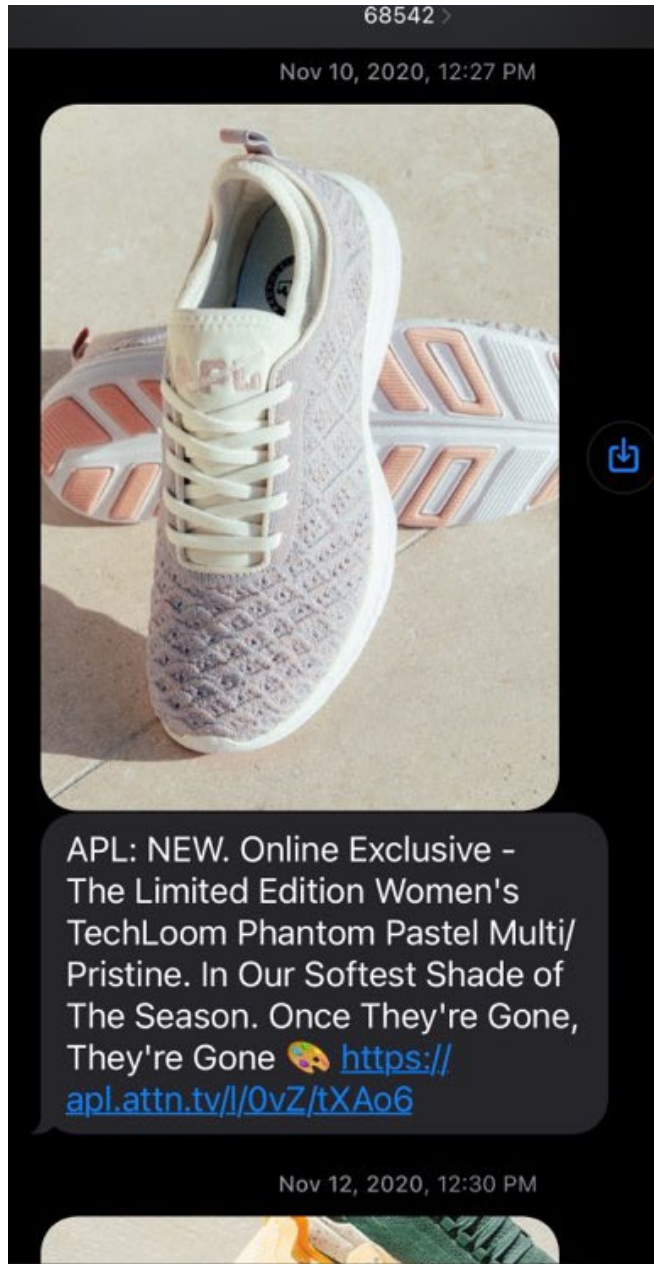 68542
Nov 10, 2020, 12:27 PM
APL
APL: NEW. Online Exclusive -
The Limited Edition Women's
TechLoom Phantom Pastel Multi/
Pristine. In Our Softest Shade of
The Season. Once They're Gone,
They're Gone 🎨 https://
apl.attn.tv/l/0vZ/tXAo6
Nov 12, 2020, 12:30 PM